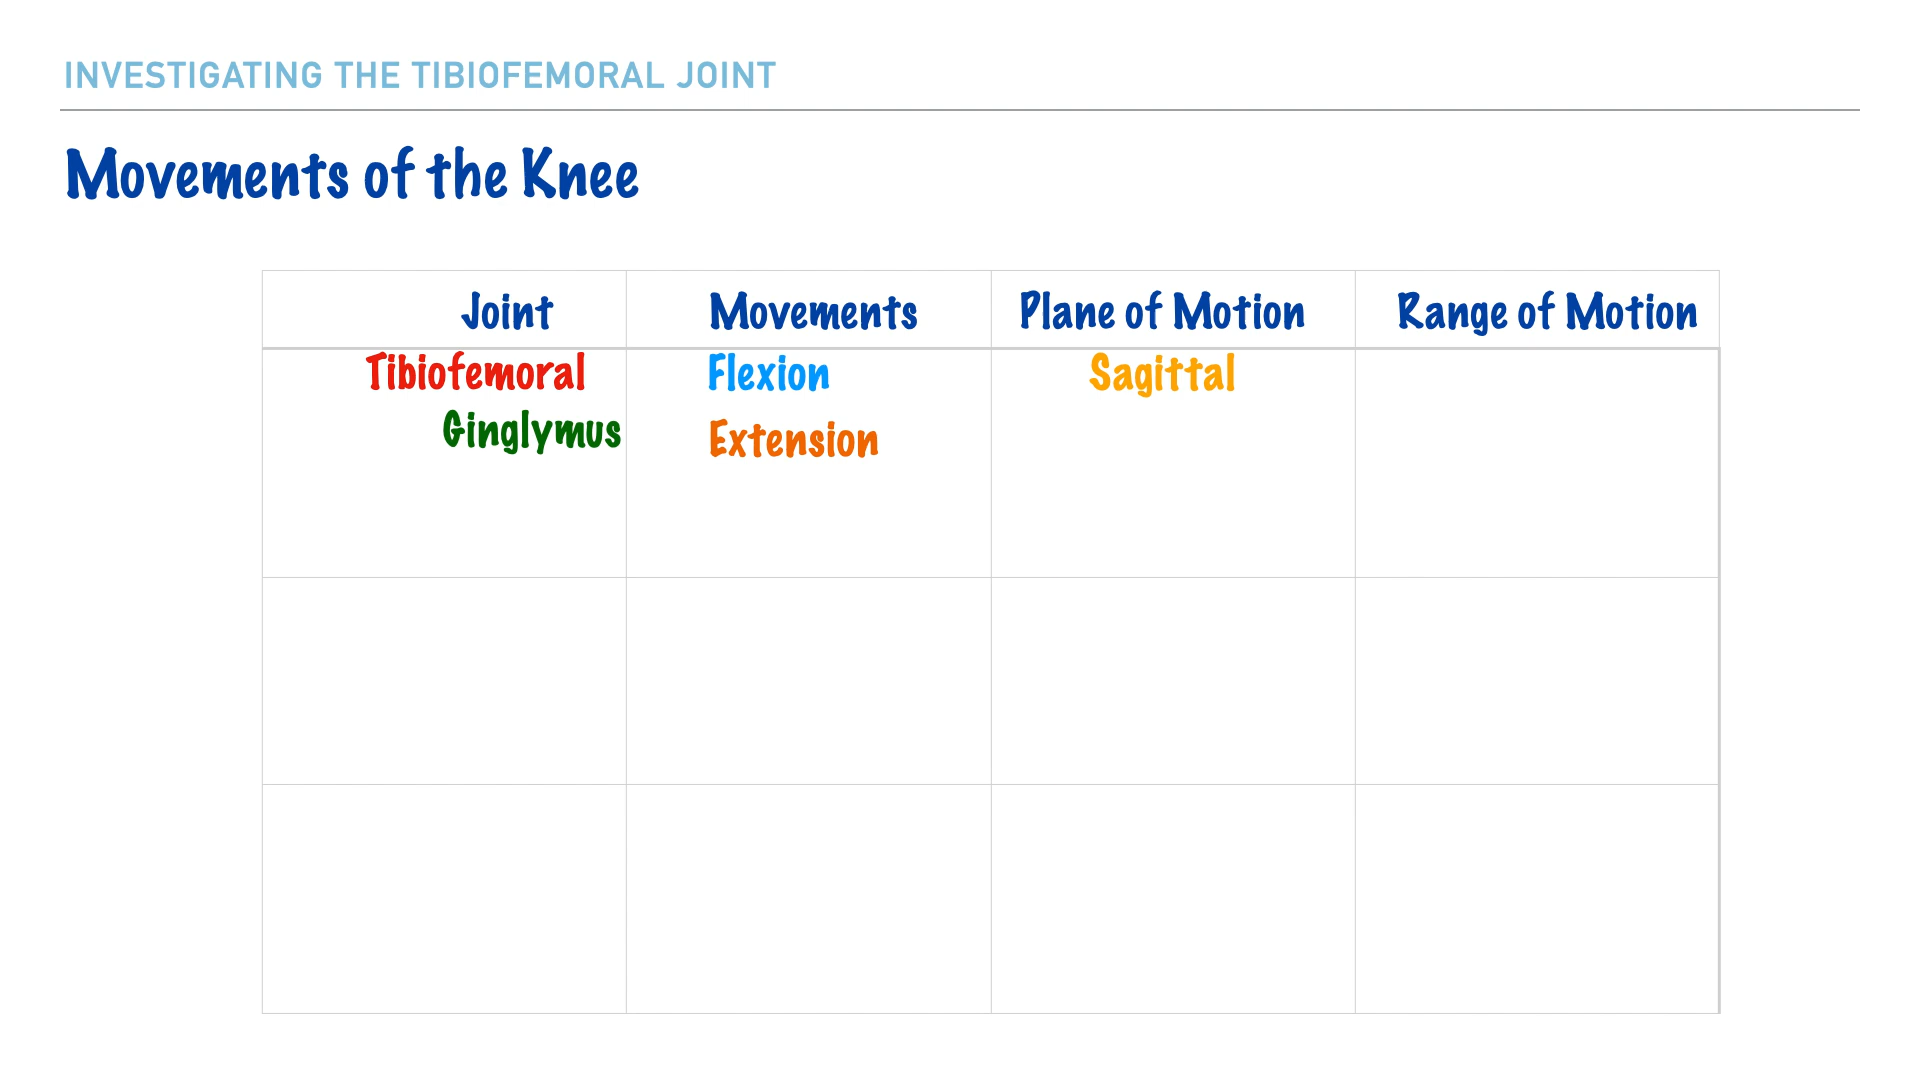 INVESTIGATING THE TIBIOFEMORAL JOINT
Movements of the Knee
Joint Movements Plane of Motion Range of Motion
Tibiofemoral Flexion Sagittal
Ginglymus Extension